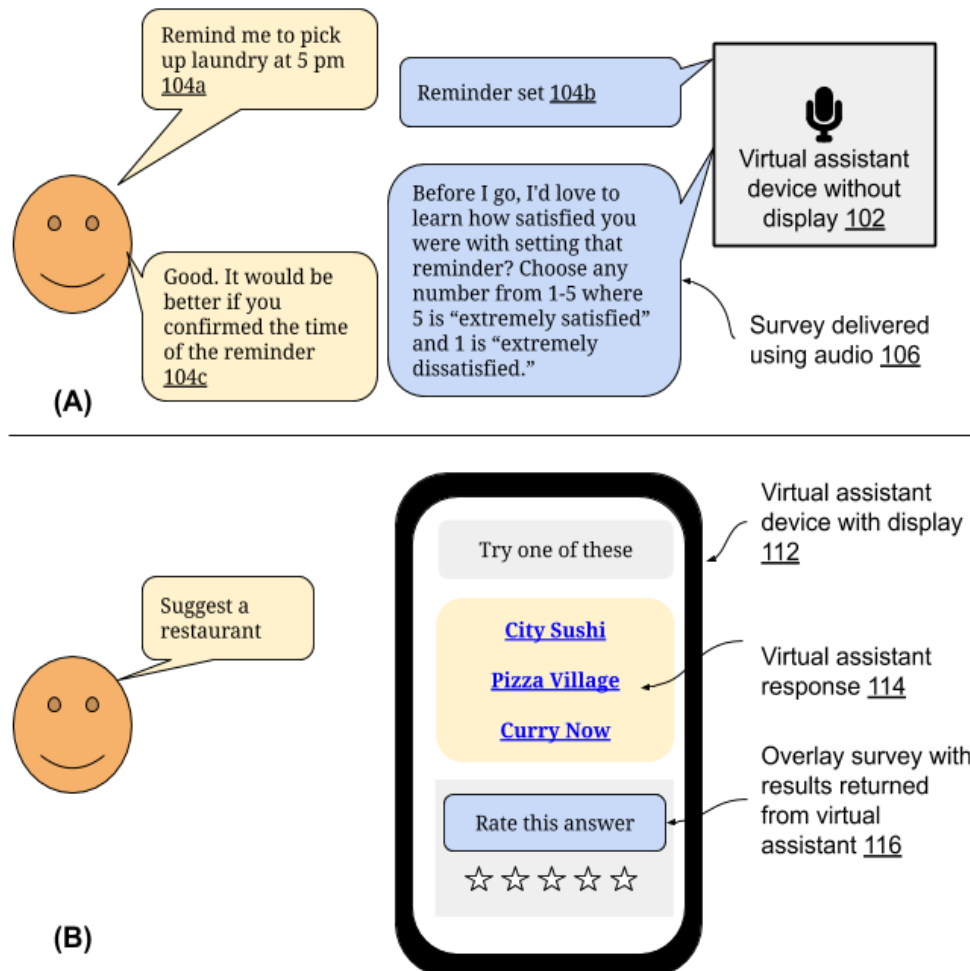 Remind me to pick
up laundry at 5 pm
104a
Reminder set 104b
Virtual assistant
device without
display 102
Before I go, I'd love to
learn how satisfied you
were with setting that
reminder? Choose any
number from 1-5 where
5 is “extremely satisfied”
and 1 is “extremely
dissatisfied.”
Good. It would be
better if you
confirmed the time
of the reminder
104c
Survey delivered
using audio 106
(A)
Suggest a
restaurant
Try one of these
City Sushi
Pizza Village
Curry Now
Rate this answer
Virtual assistant
device with display
112
Virtual assistant
response 114
Overlay survey with
results returned
from virtual
assistant 116
(B)